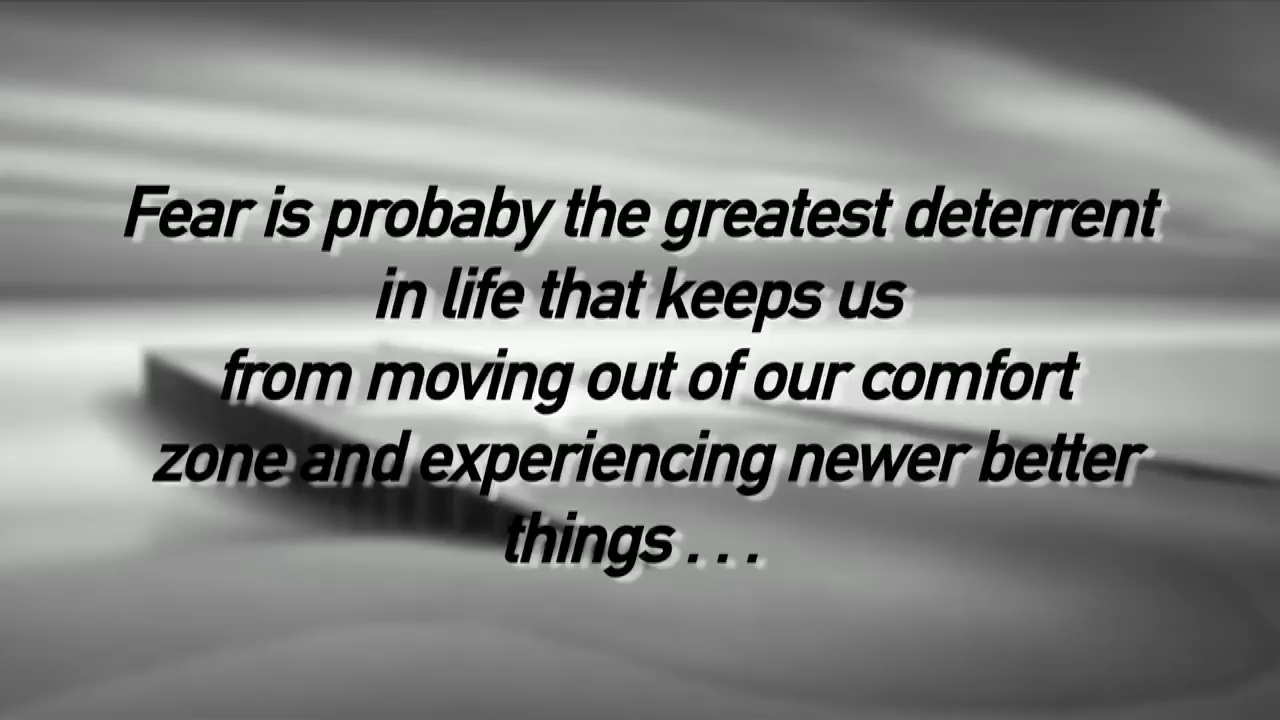 Fear is probaby the greatest deterrent
in life that keeps us
from moving out of our comfort
zone and experiencing newer better
things . . .